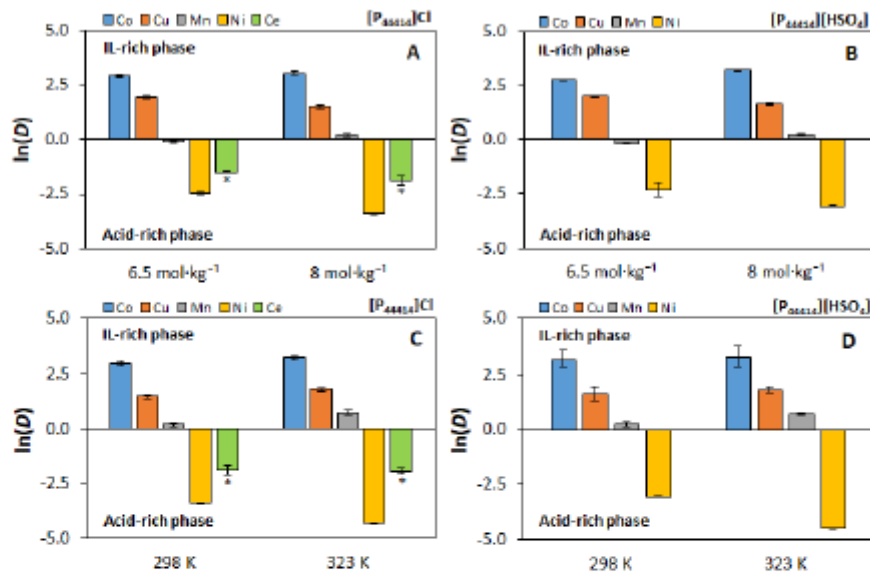 Co Cu Mn Ni Ce [P₄₄₄₁₄]Cl
IL-rich phase A
5.0
2.5
0.0
-2.5
-5.0
ln(D)
*
*
Acid-rich phase
6.5 mol·kg⁻¹ 8 mol·kg⁻¹
Co Cu Mn Ni [P₄₄₄₁₄][HSO₄]
IL-rich phase B
5.0
2.5
0.0
-2.5
-5.0
ln(D)
Acid-rich phase
6.5 mol·kg⁻¹ 8 mol·kg⁻¹
Co Cu Mn Ni Ce [P₄₄₄₁₄]Cl
IL-rich phase C
5.0
2.5
0.0
-2.5
-5.0
ln(D)
*
*
Acid-rich phase
298 K 323 K
Co Cu Mn Ni [P₄₄₄₁₄][HSO₄]
IL-rich phase D
5.0
2.5
0.0
-2.5
-5.0
ln(D)
Acid-rich phase
298 K 323 K